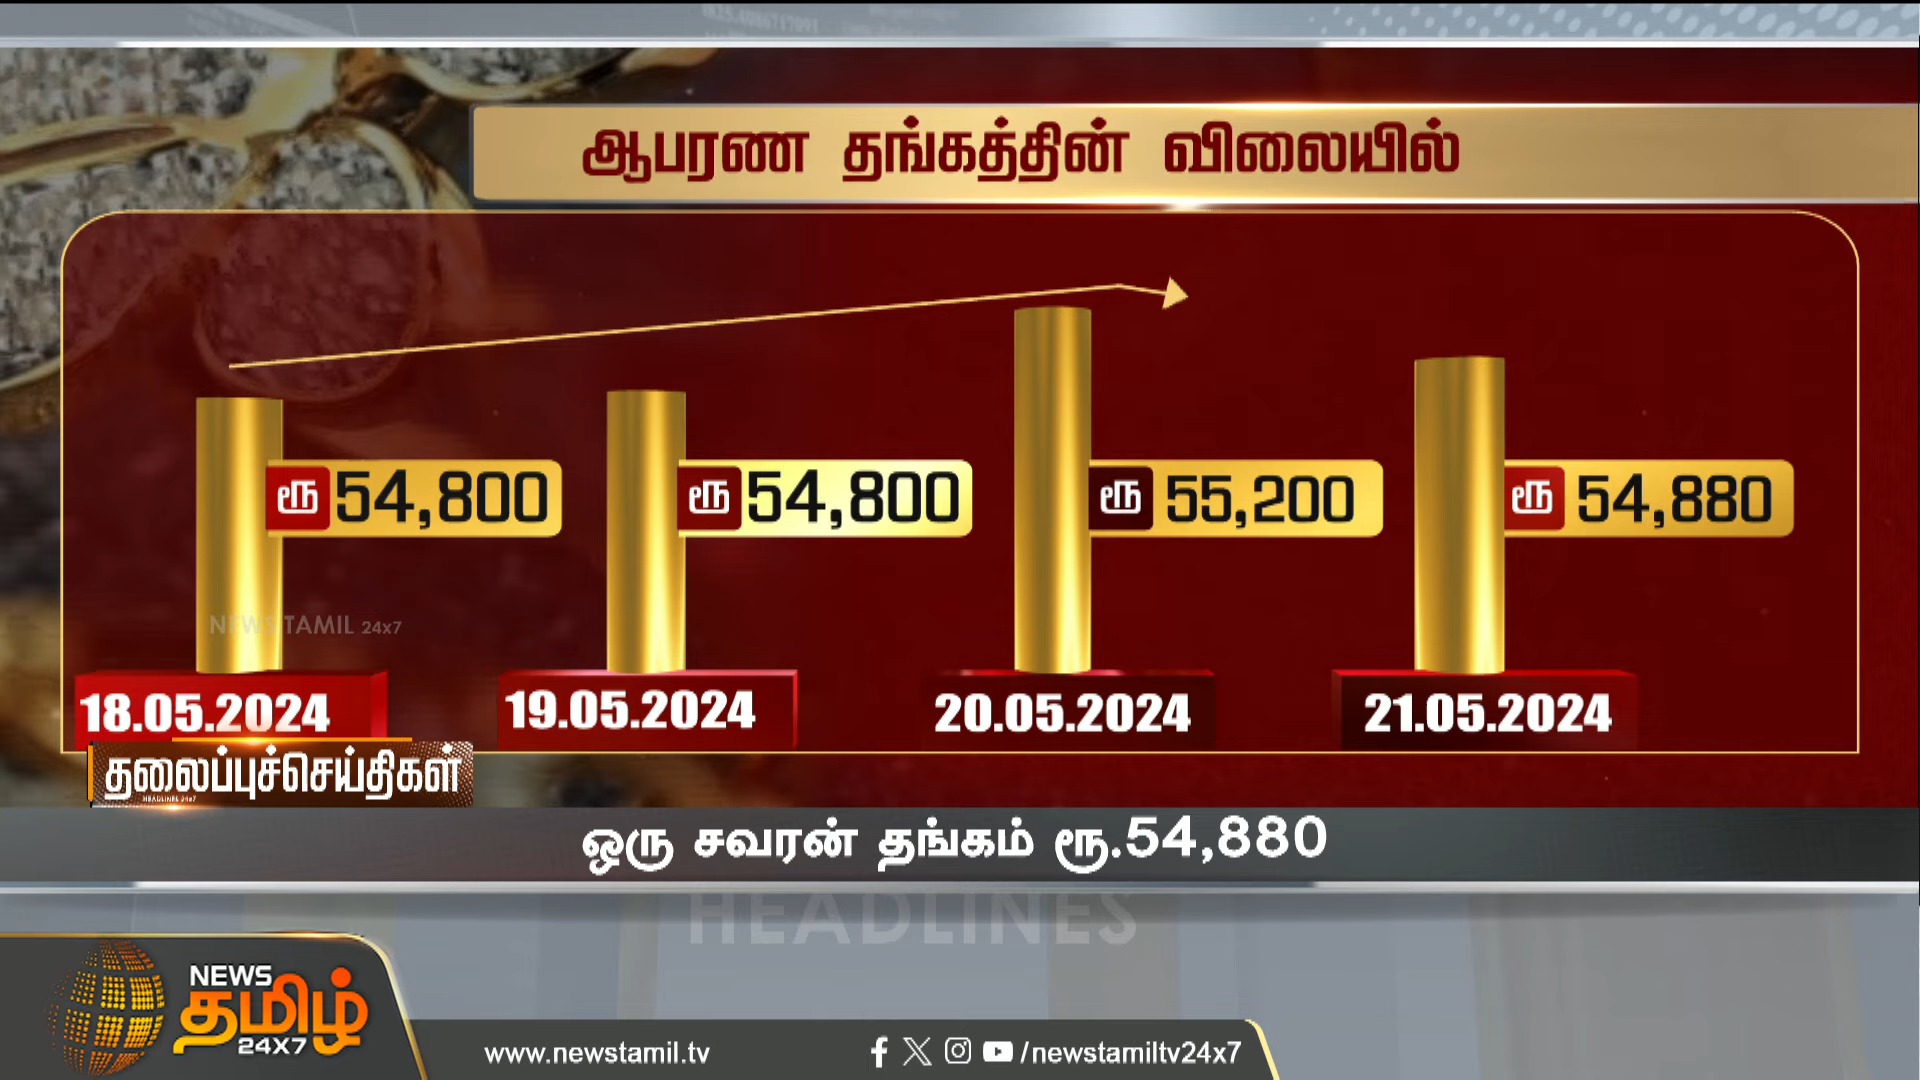 ஆபரண தங்கத்தின் விலையில்
ரூ 54,800
ரூ 54,800
ரூ 55,200
ரூ 54,880
NEWS TAMIL 24x7
18.05.2024
19.05.2024
20.05.2024
21.05.2024
தலைப்புச்செய்திகள்
HEADLINES 24x7
ஒரு சவரன் தங்கம் ரூ.54,880
HEADLINES
NEWS
தமிழ்
24X7
www.newstamil.tv
/newstamiltv24x7